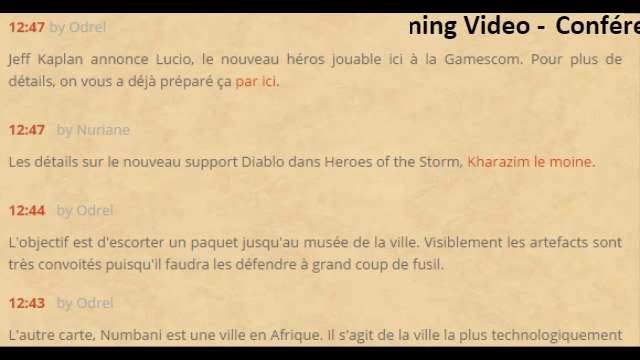 ning Video - Confére
12:47 by Odrel
Jeff Kaplan annonce Lucio, le nouveau héros jouable ici à la Gamescom. Pour plus de
détails, on vous a déjà préparé ça par ici.
12:47 by Nuriane
Les détails sur le nouveau support Diablo dans Heroes of the Storm, Kharazim le moine.
12:44 by Odrel
L'objectif est d'escorter un paquet jusqu'au musée de la ville. Visiblement les artefacts sont
très convoités puisqu'il faudra les défendre à grand coup de fusil.
12:43 by Odrel
L'autre carte, Numbani est une ville en Afrique. Il s'agit de la ville la plus technologiquement